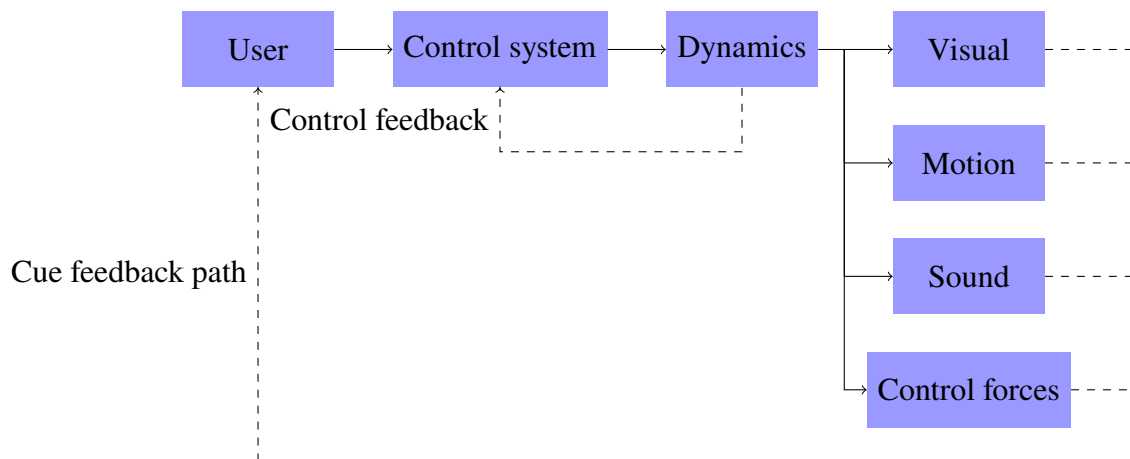 User
Control system
Dynamics
Visual
Control feedback
Motion
Cue feedback path
Sound
Control forces